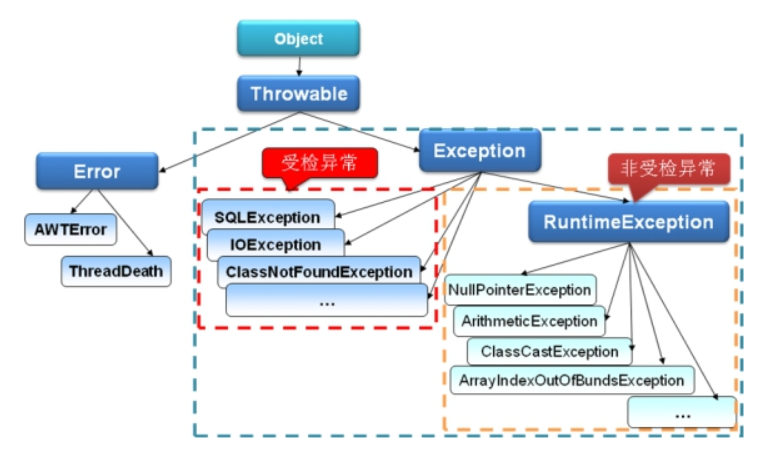 Object
Throwable
Exception
Error
受检异常
非受检异常
SQLException
IOException
ClassNotFoundException
...
AWTError
ThreadDeath
RuntimeException
NullPointerException
ArithmeticException
ClassCastException
ArrayIndexOutOfBundsException
...